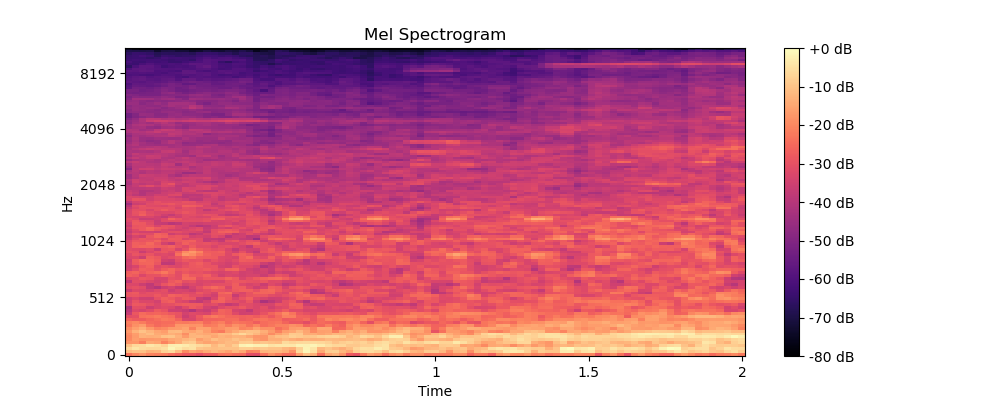 Mel Spectrogram
8192
4096
2048
1024
512
0
Hz
0
0.5
1
1.5
2
Time
+0 dB
-10 dB
-20 dB
-30 dB
-40 dB
-50 dB
-60 dB
-70 dB
-80 dB